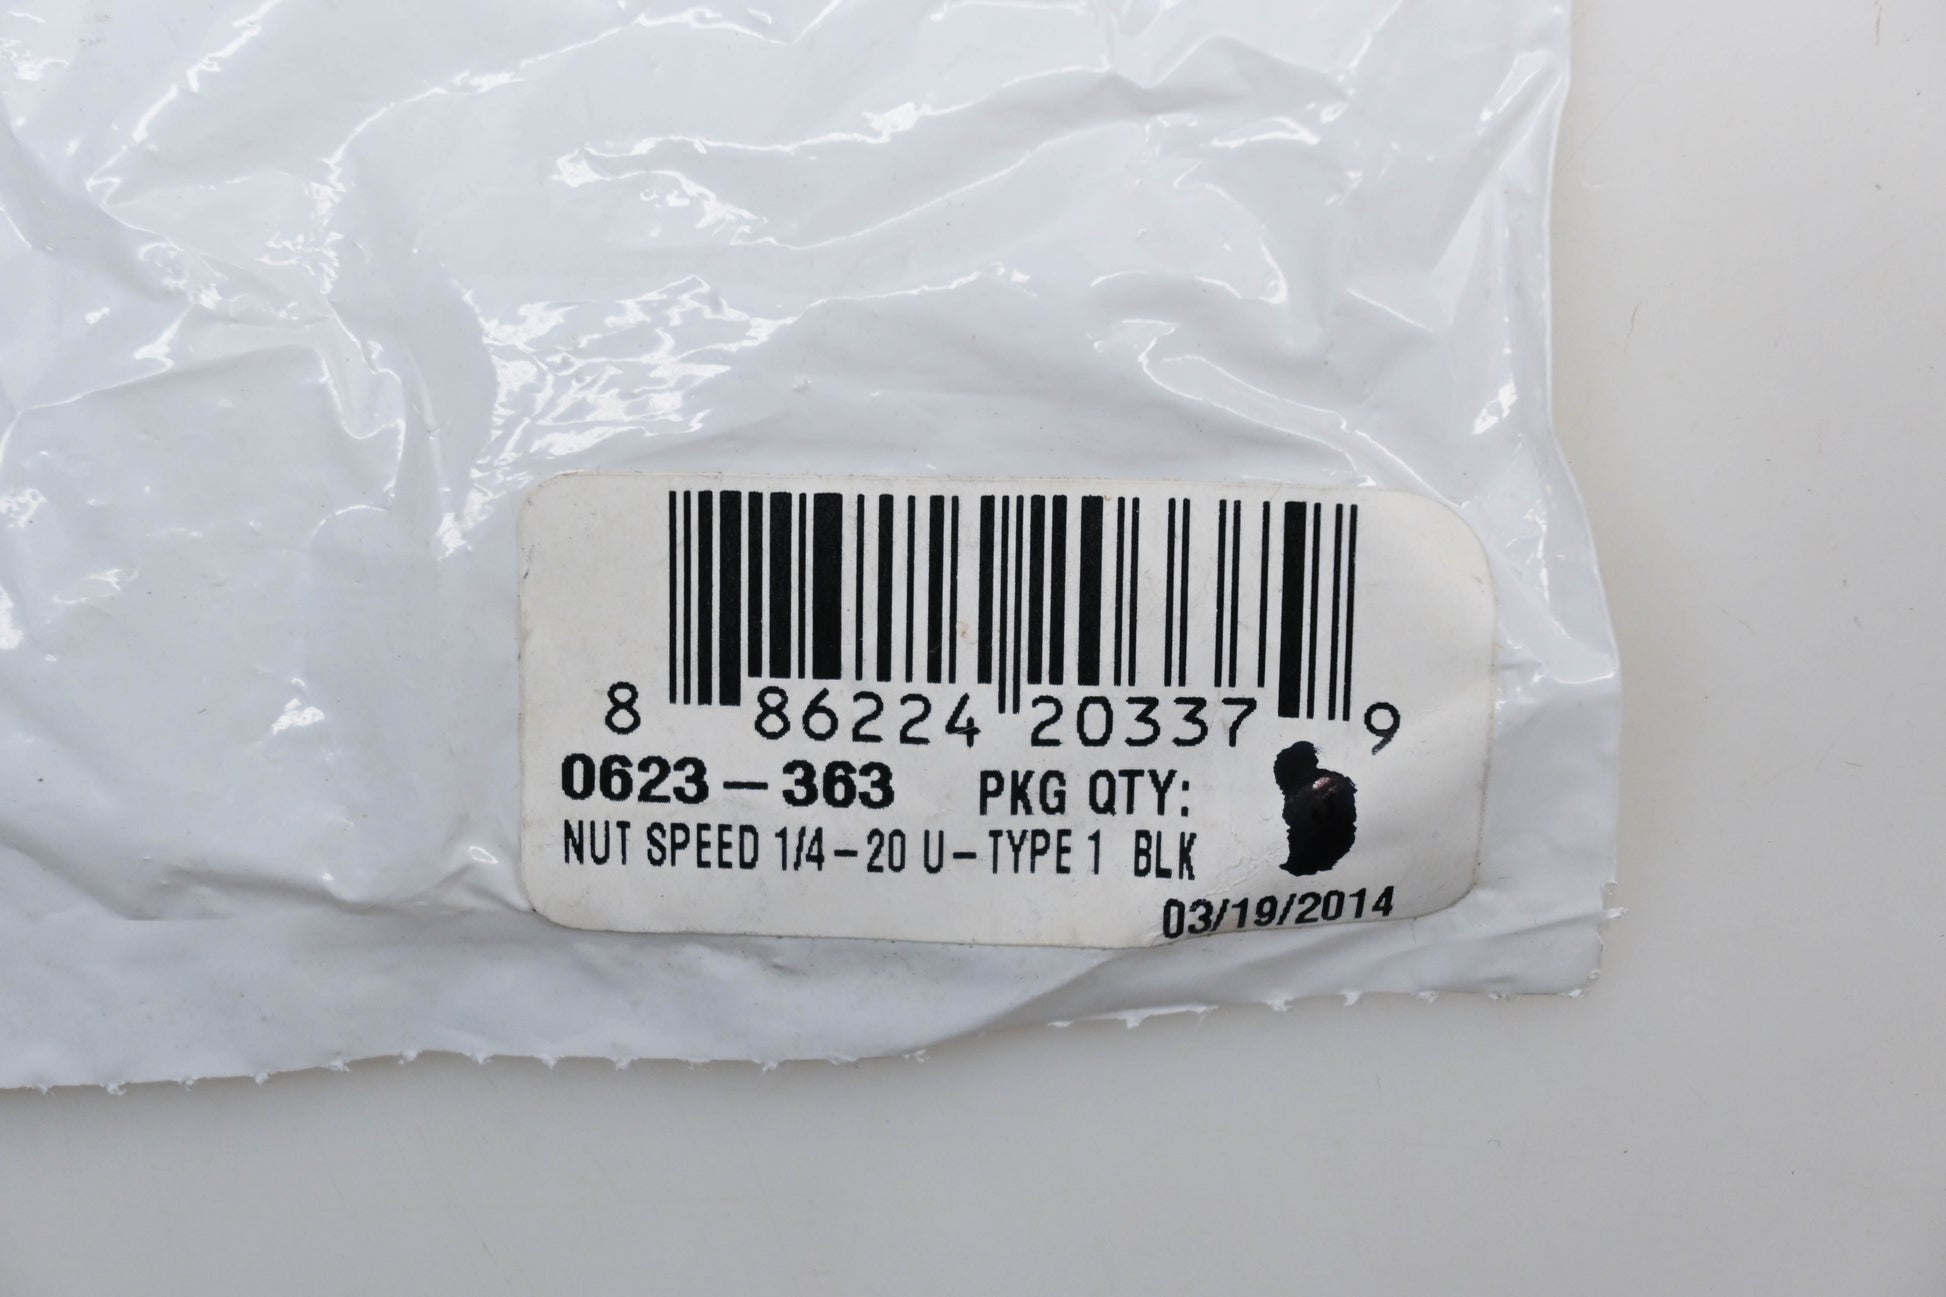 8 86224 20337 9
0623-363 PKG QTY:
NUT SPEED 1/4-20 U-TYPE 1 BLK
03/19/2014